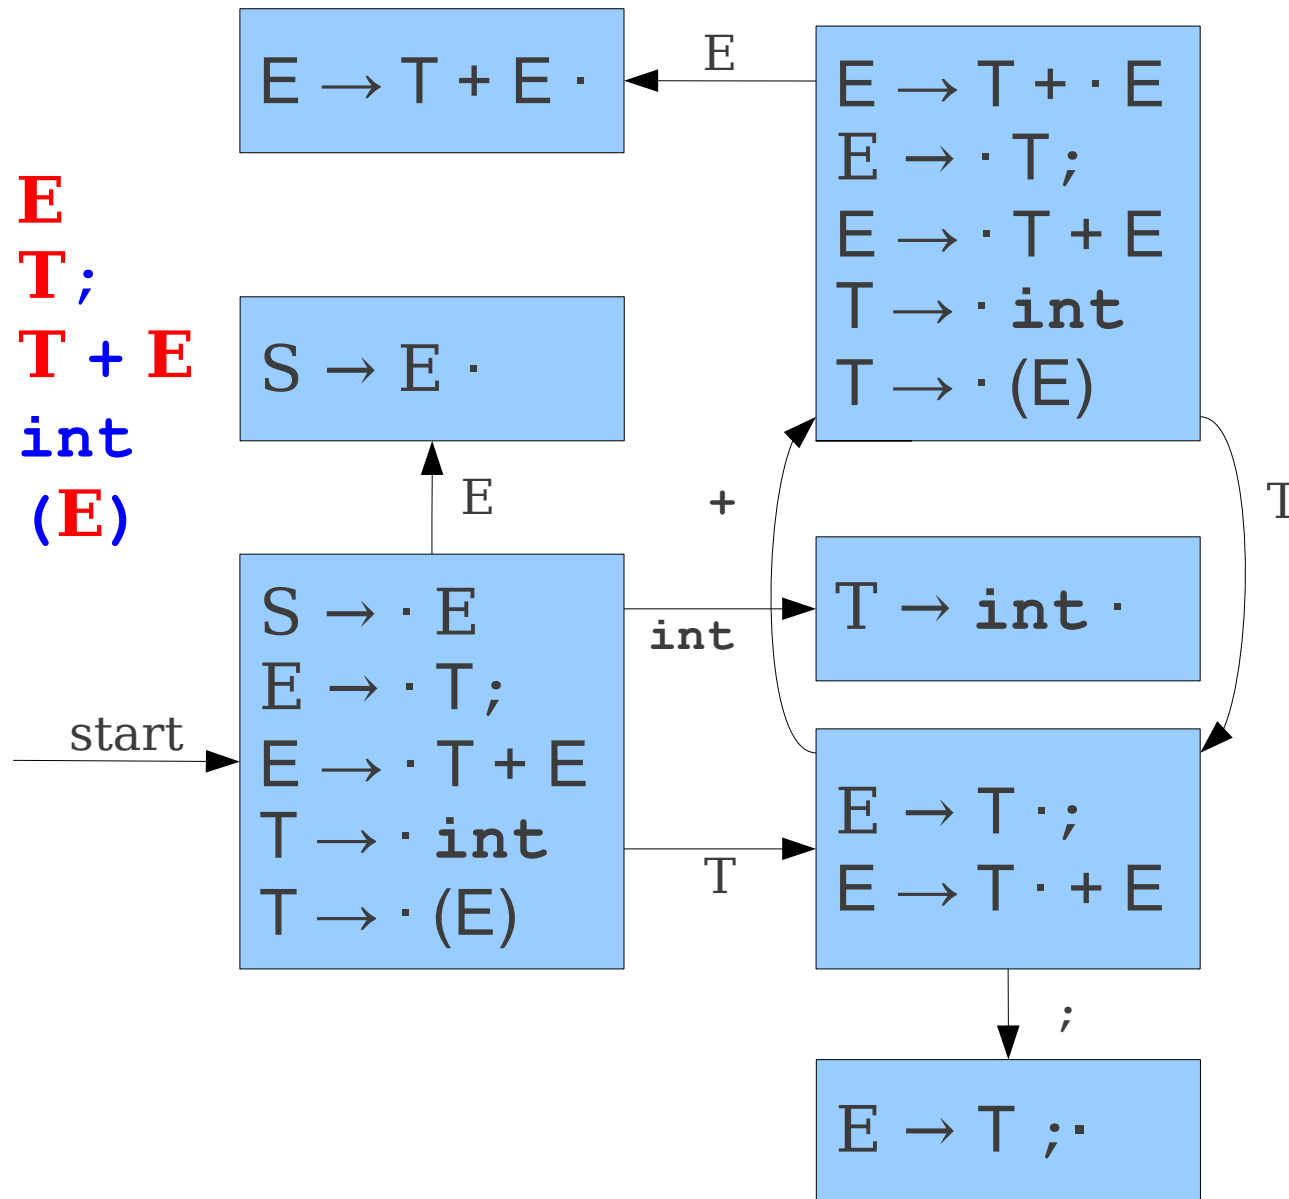 E → T + E ·
E
E → T + · E
E → · T ;
E → · T + E
T → · int
T → · (E)
E
T ;
T + E
int
(E)
S → E ·
E
+
T
S → · E
E → · T ;
E → · T + E
T → · int
T → · (E)
start
int
T → int ·
T
E → T · ;
E → T · + E
;
E → T ; ·